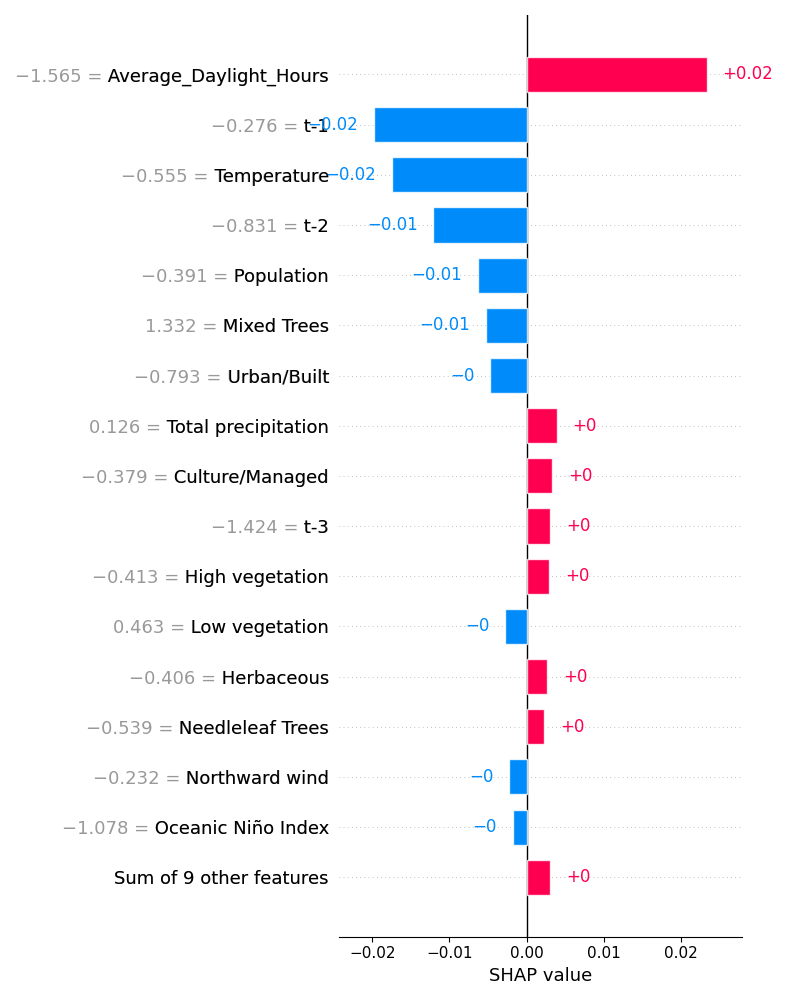 −1.565 = Average_Daylight_Hours +0.02
−0.276 = t-1 −0.02
−0.555 = Temperature −0.02
−0.831 = t-2 −0.01
−0.391 = Population −0.01
1.332 = Mixed Trees −0.01
−0.793 = Urban/Built −0
0.126 = Total precipitation +0
−0.379 = Culture/Managed +0
−1.424 = t-3 +0
−0.413 = High vegetation +0
0.463 = Low vegetation −0
−0.406 = Herbaceous +0
−0.539 = Needleleaf Trees +0
−0.232 = Northward wind −0
−1.078 = Oceanic Niño Index −0
Sum of 9 other features +0
−0.02 −0.01 0.00 0.01 0.02
SHAP value